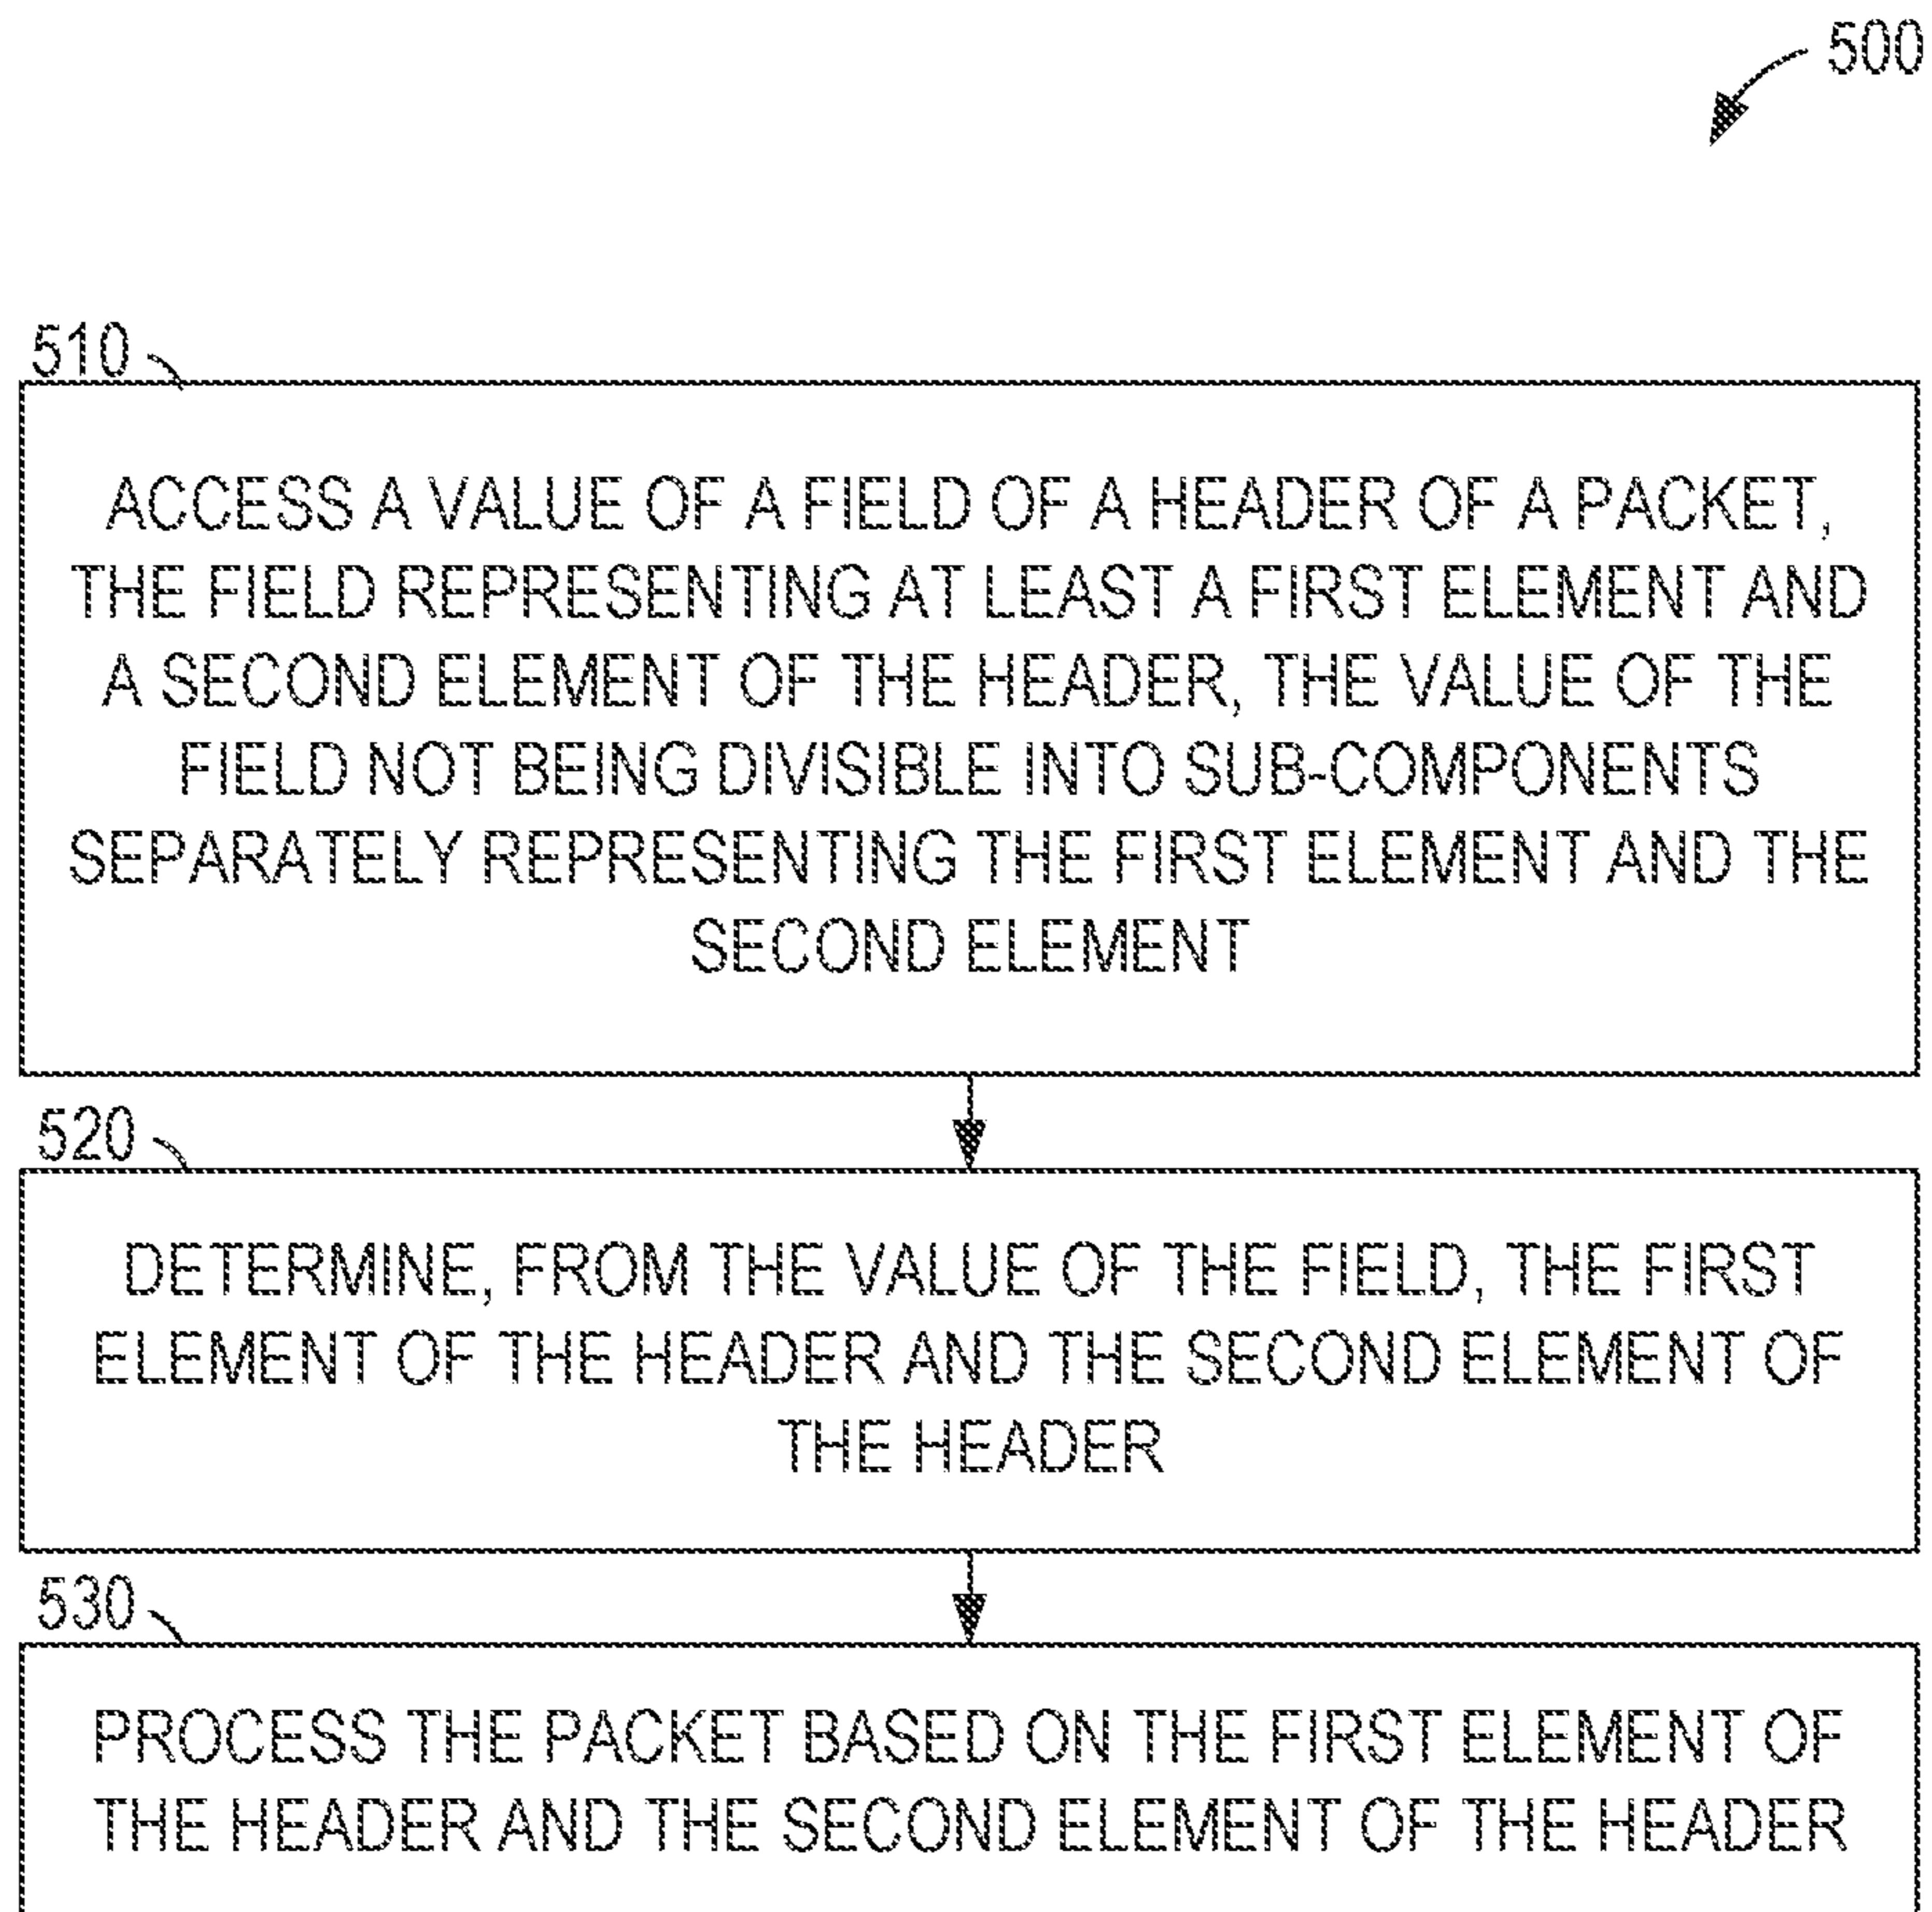 500
510
ACCESS A VALUE OF A FIELD OF A HEADER OF A PACKET,
THE FIELD REPRESENTING AT LEAST A FIRST ELEMENT AND
A SECOND ELEMENT OF THE HEADER, THE VALUE OF THE
FIELD NOT BEING DIVISIBLE INTO SUB-COMPONENTS
SEPARATELY REPRESENTING THE FIRST ELEMENT AND THE
SECOND ELEMENT
520
DETERMINE, FROM THE VALUE OF THE FIELD, THE FIRST
ELEMENT OF THE HEADER AND THE SECOND ELEMENT OF
THE HEADER
530
PROCESS THE PACKET BASED ON THE FIRST ELEMENT OF
THE HEADER AND THE SECOND ELEMENT OF THE HEADER